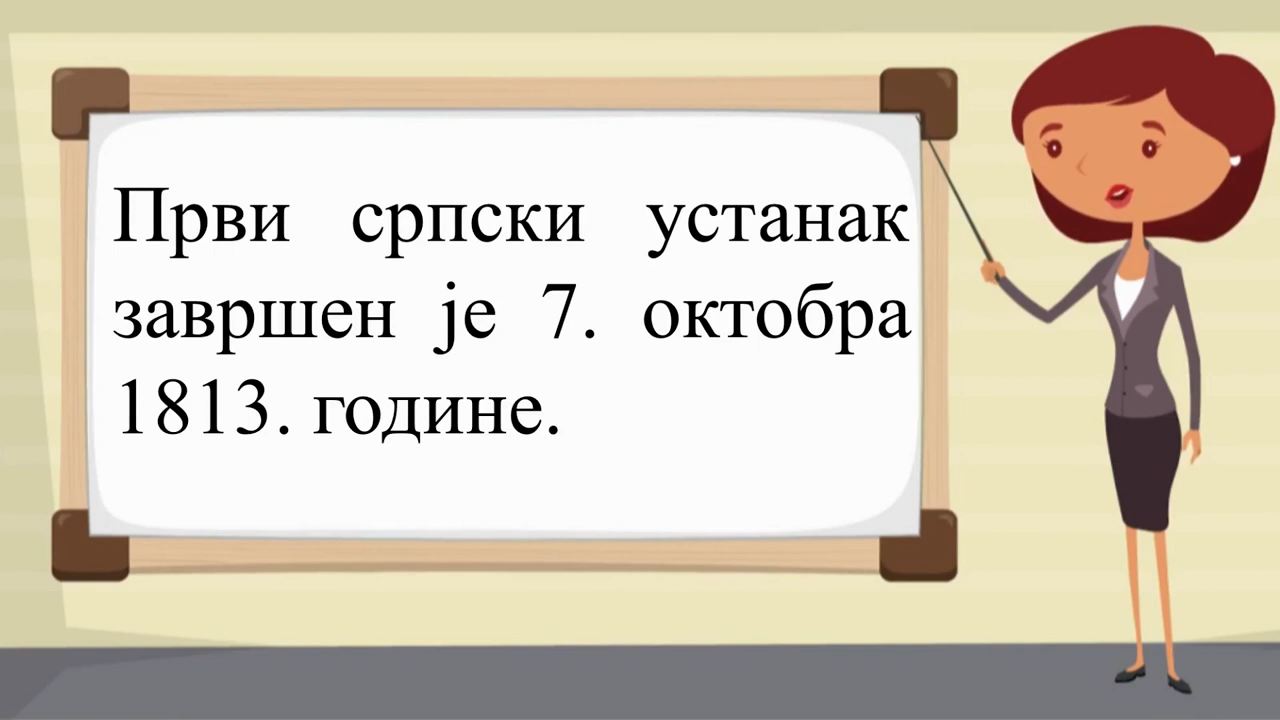 Први српски устанак
завршен је 7. октобра
1813. године.